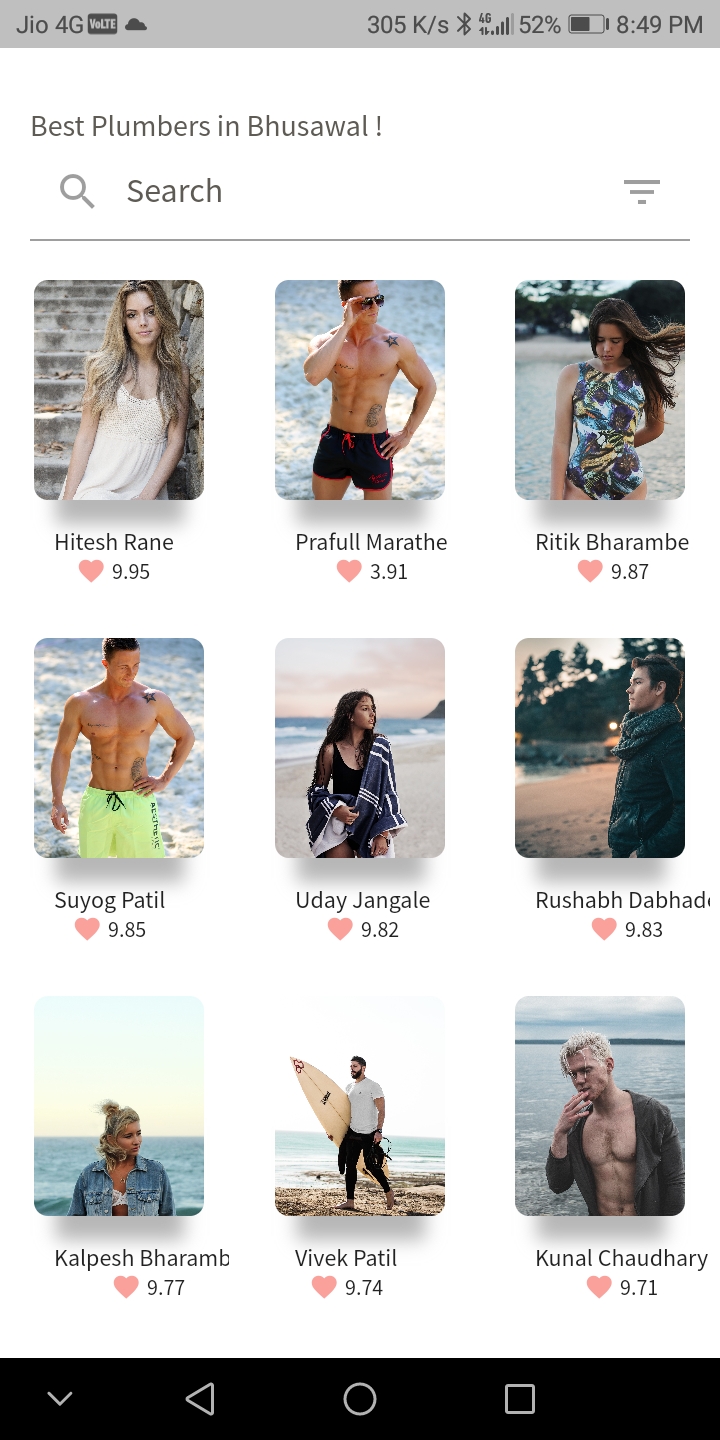 Jio 4G VoLTE 305 K/s 4G 52% 8:49 PM
Best Plumbers in Bhusawal !
Search
Hitesh Rane Prafull Marathe Ritik Bharambe
9.95 3.91 9.87
Suyog Patil Uday Jangale Rushabh Dabhad
9.85 9.82 9.83
Kalpesh Bharamb Vivek Patil Kunal Chaudhary
9.77 9.74 9.71